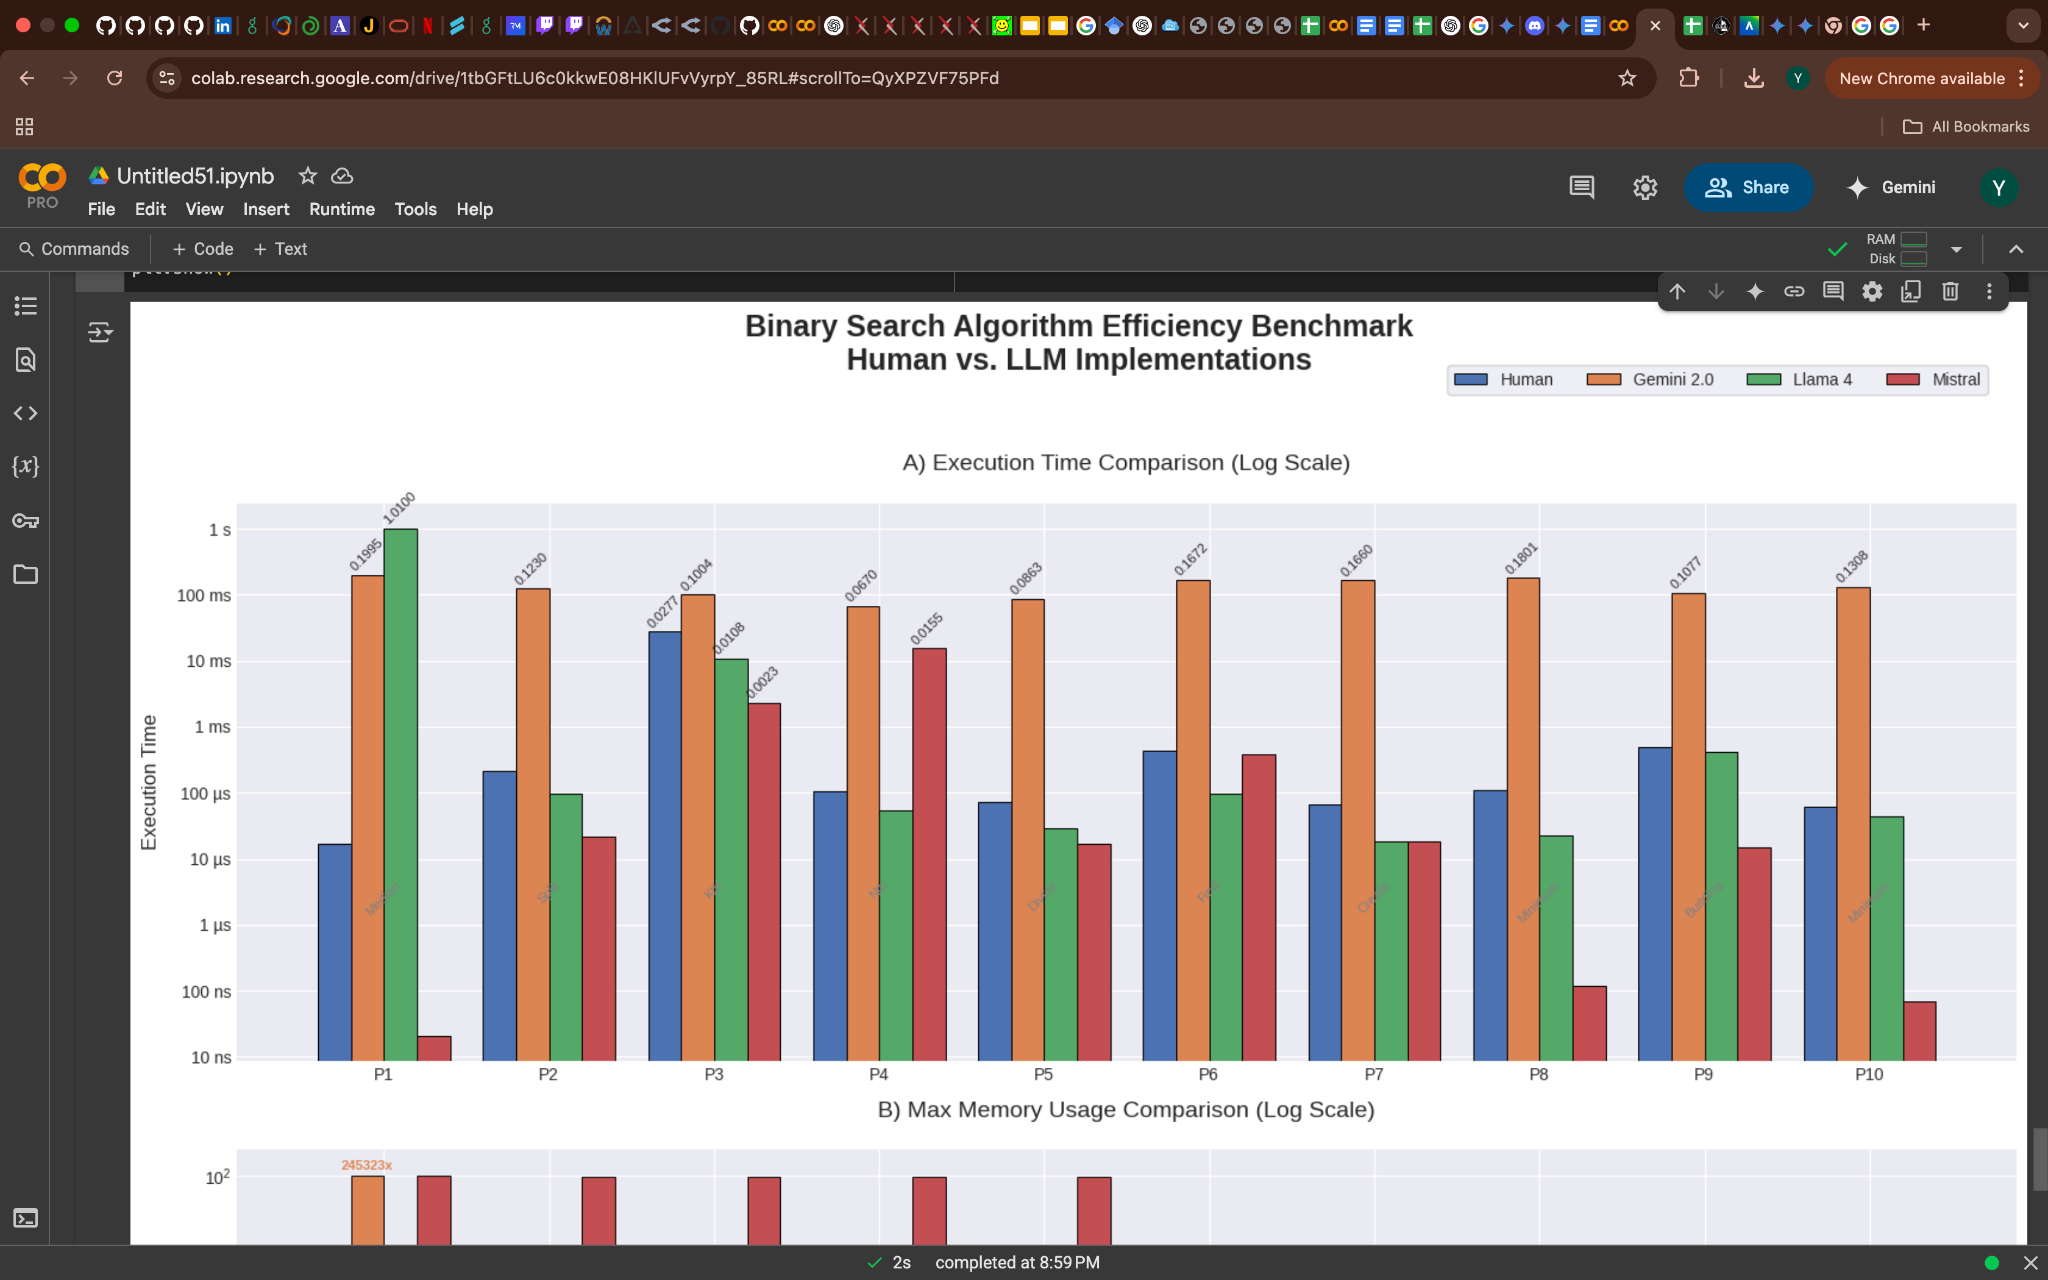 colab.research.google.com/drive/1tbGFtLU6c0kkwE08HKlUFvVyrpY_85RL#scrollTo=QyXPZVF75PFd
Y
New Chrome available
All Bookmarks
PRO
Untitled51.ipynb
File Edit View Insert Runtime Tools Help
Share
Gemini
Y
Commands
+ Code + Text
RAM
Disk
Binary Search Algorithm Efficiency Benchmark
Human vs. LLM Implementations
Human Gemini 2.0 Llama 4 Mistral
A) Execution Time Comparison (Log Scale)
Execution Time
1 s
100 ms
10 ms
1 ms
100 µs
10 µs
1 µs
100 ns
10 ns
0.1995
1.0100
0.1230
0.0277
0.1004
0.0108
0.0023
0.0670
0.0155
0.0863
0.1672
0.1660
0.1801
0.1077
0.1308
P1 P2 P3 P4 P5 P6 P7 P8 P9 P10
B) Max Memory Usage Comparison (Log Scale)
10²
245323x
2s completed at 8:59 PM